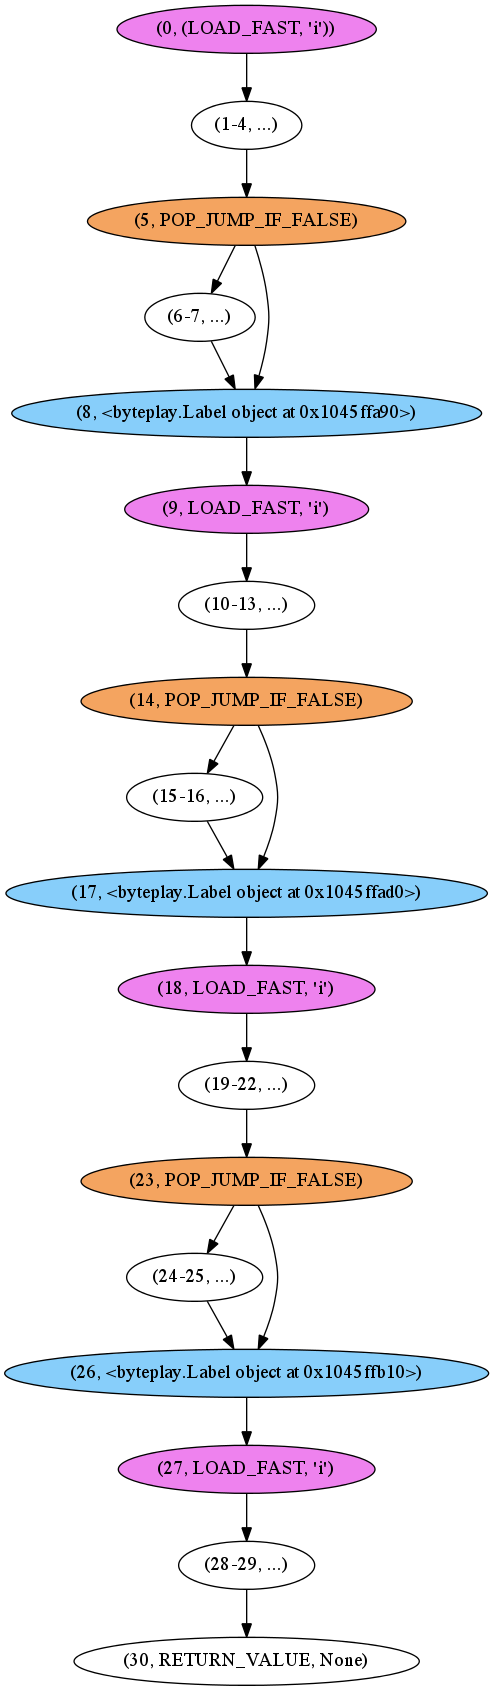 (0, (LOAD_FAST, 'i'))
(1-4, ...)
(5, POP_JUMP_IF_FALSE)
(6-7, ...)
(8, <byteplay.Label object at 0x1045ffa90>)
(9, LOAD_FAST, 'i')
(10-13, ...)
(14, POP_JUMP_IF_FALSE)
(15-16, ...)
(17, <byteplay.Label object at 0x1045ffad0>)
(18, LOAD_FAST, 'i')
(19-22, ...)
(23, POP_JUMP_IF_FALSE)
(24-25, ...)
(26, <byteplay.Label object at 0x1045ffb10>)
(27, LOAD_FAST, 'i')
(28-29, ...)
(30, RETURN_VALUE, None)